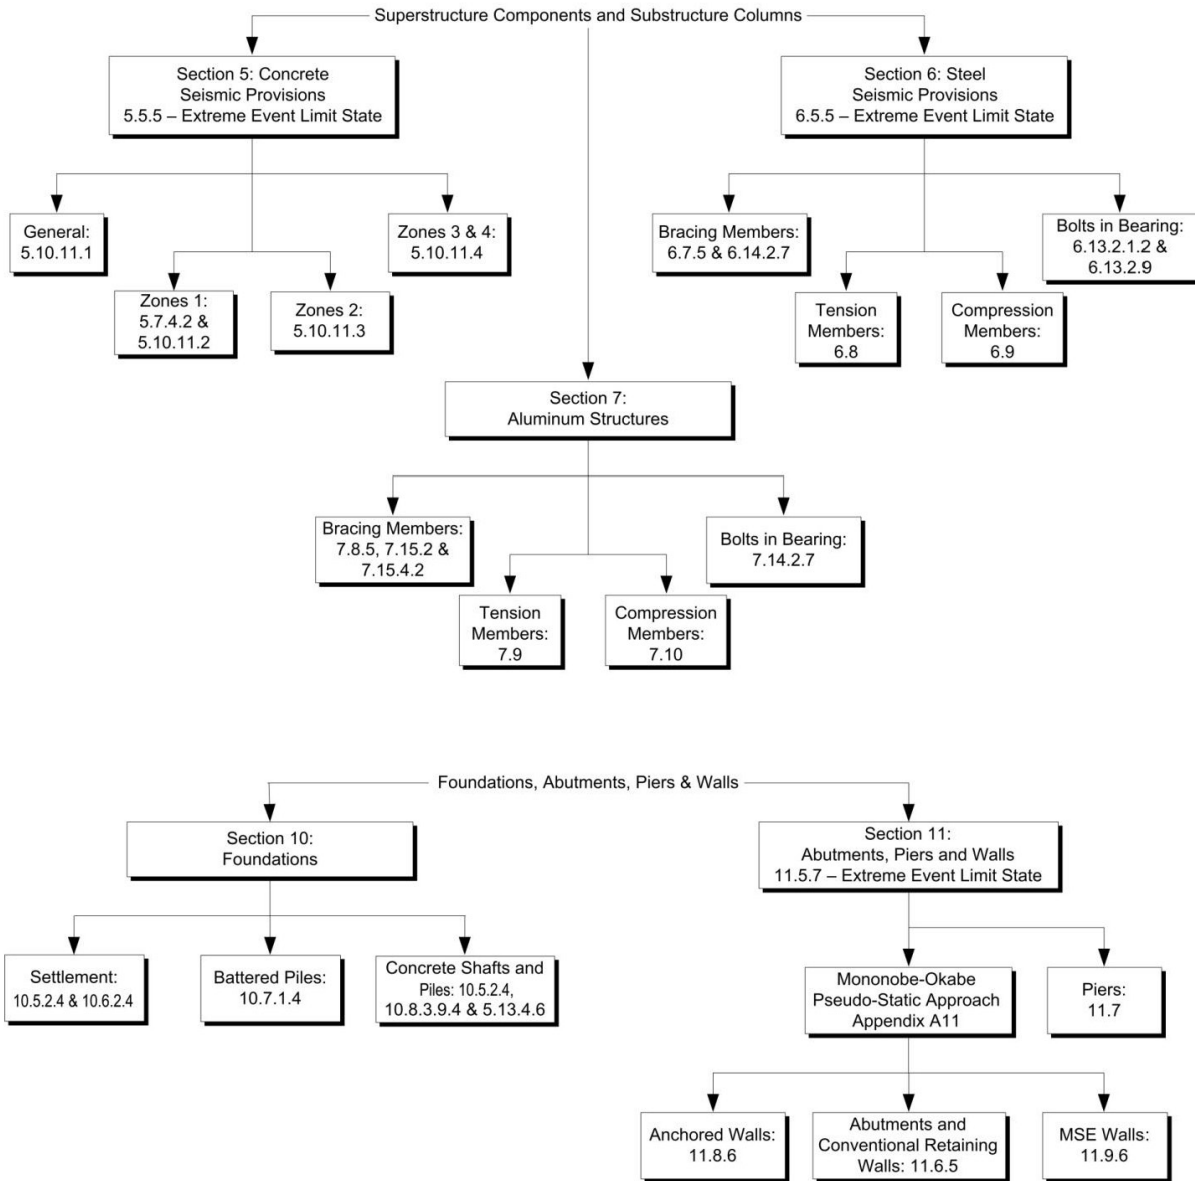 Superstructure Components and Substructure Columns
Section 5: Concrete
Seismic Provisions
5.5.5 – Extreme Event Limit State
Section 6: Steel
Seismic Provisions
6.5.5 – Extreme Event Limit State
General:
5.10.11.1
Zones 1:
5.7.4.2 &
5.10.11.2
Zones 2:
5.10.11.3
Zones 3 & 4:
5.10.11.4
Bracing Members:
6.7.5 & 6.14.2.7
Tension
Members:
6.8
Compression
Members:
6.9
Bolts in Bearing:
6.13.2.1.2 &
6.13.2.9
Section 7:
Aluminum Structures
Bracing Members:
7.8.5, 7.15.2 &
7.15.4.2
Tension
Members:
7.9
Compression
Members:
7.10
Bolts in Bearing:
7.14.2.7
Foundations, Abutments, Piers & Walls
Section 10:
Foundations
Section 11:
Abutments, Piers and Walls
11.5.7 – Extreme Event Limit State
Settlement:
10.5.2.4 & 10.6.2.4
Battered Piles:
10.7.1.4
Concrete Shafts and
Piles: 10.5.2.4,
10.8.3.9.4 & 5.13.4.6
Mononobe-Okabe
Pseudo-Static Approach
Appendix A11
Piers:
11.7
Anchored Walls:
11.8.6
Abutments and
Conventional Retaining
Walls: 11.6.5
MSE Walls:
11.9.6